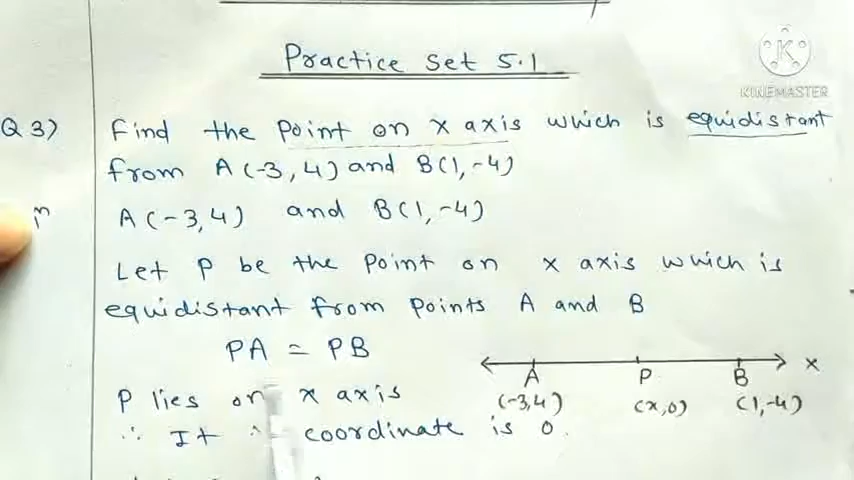 Practice Set 5.1
KINEMASTER
Q 3) Find the Point on x axis which is equidistant
from A(-3,4) and B(1,-4)
A(-3,4) and B(1,-4)
Let P be the Point on x axis which is
equidistant from Points A and B
PA = PB
A P B x
(-3,4) (x,0) (1,-4)
P lies on x axis
∴ It coordinate is 0.